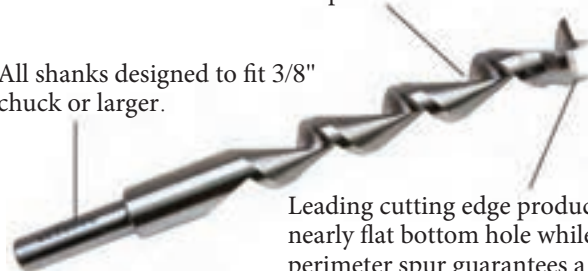 All shanks designed to fit 3/8"
chuck or larger.
Leading cutting edge
nearly flat bottom hole while
perimeter spur guarantees a